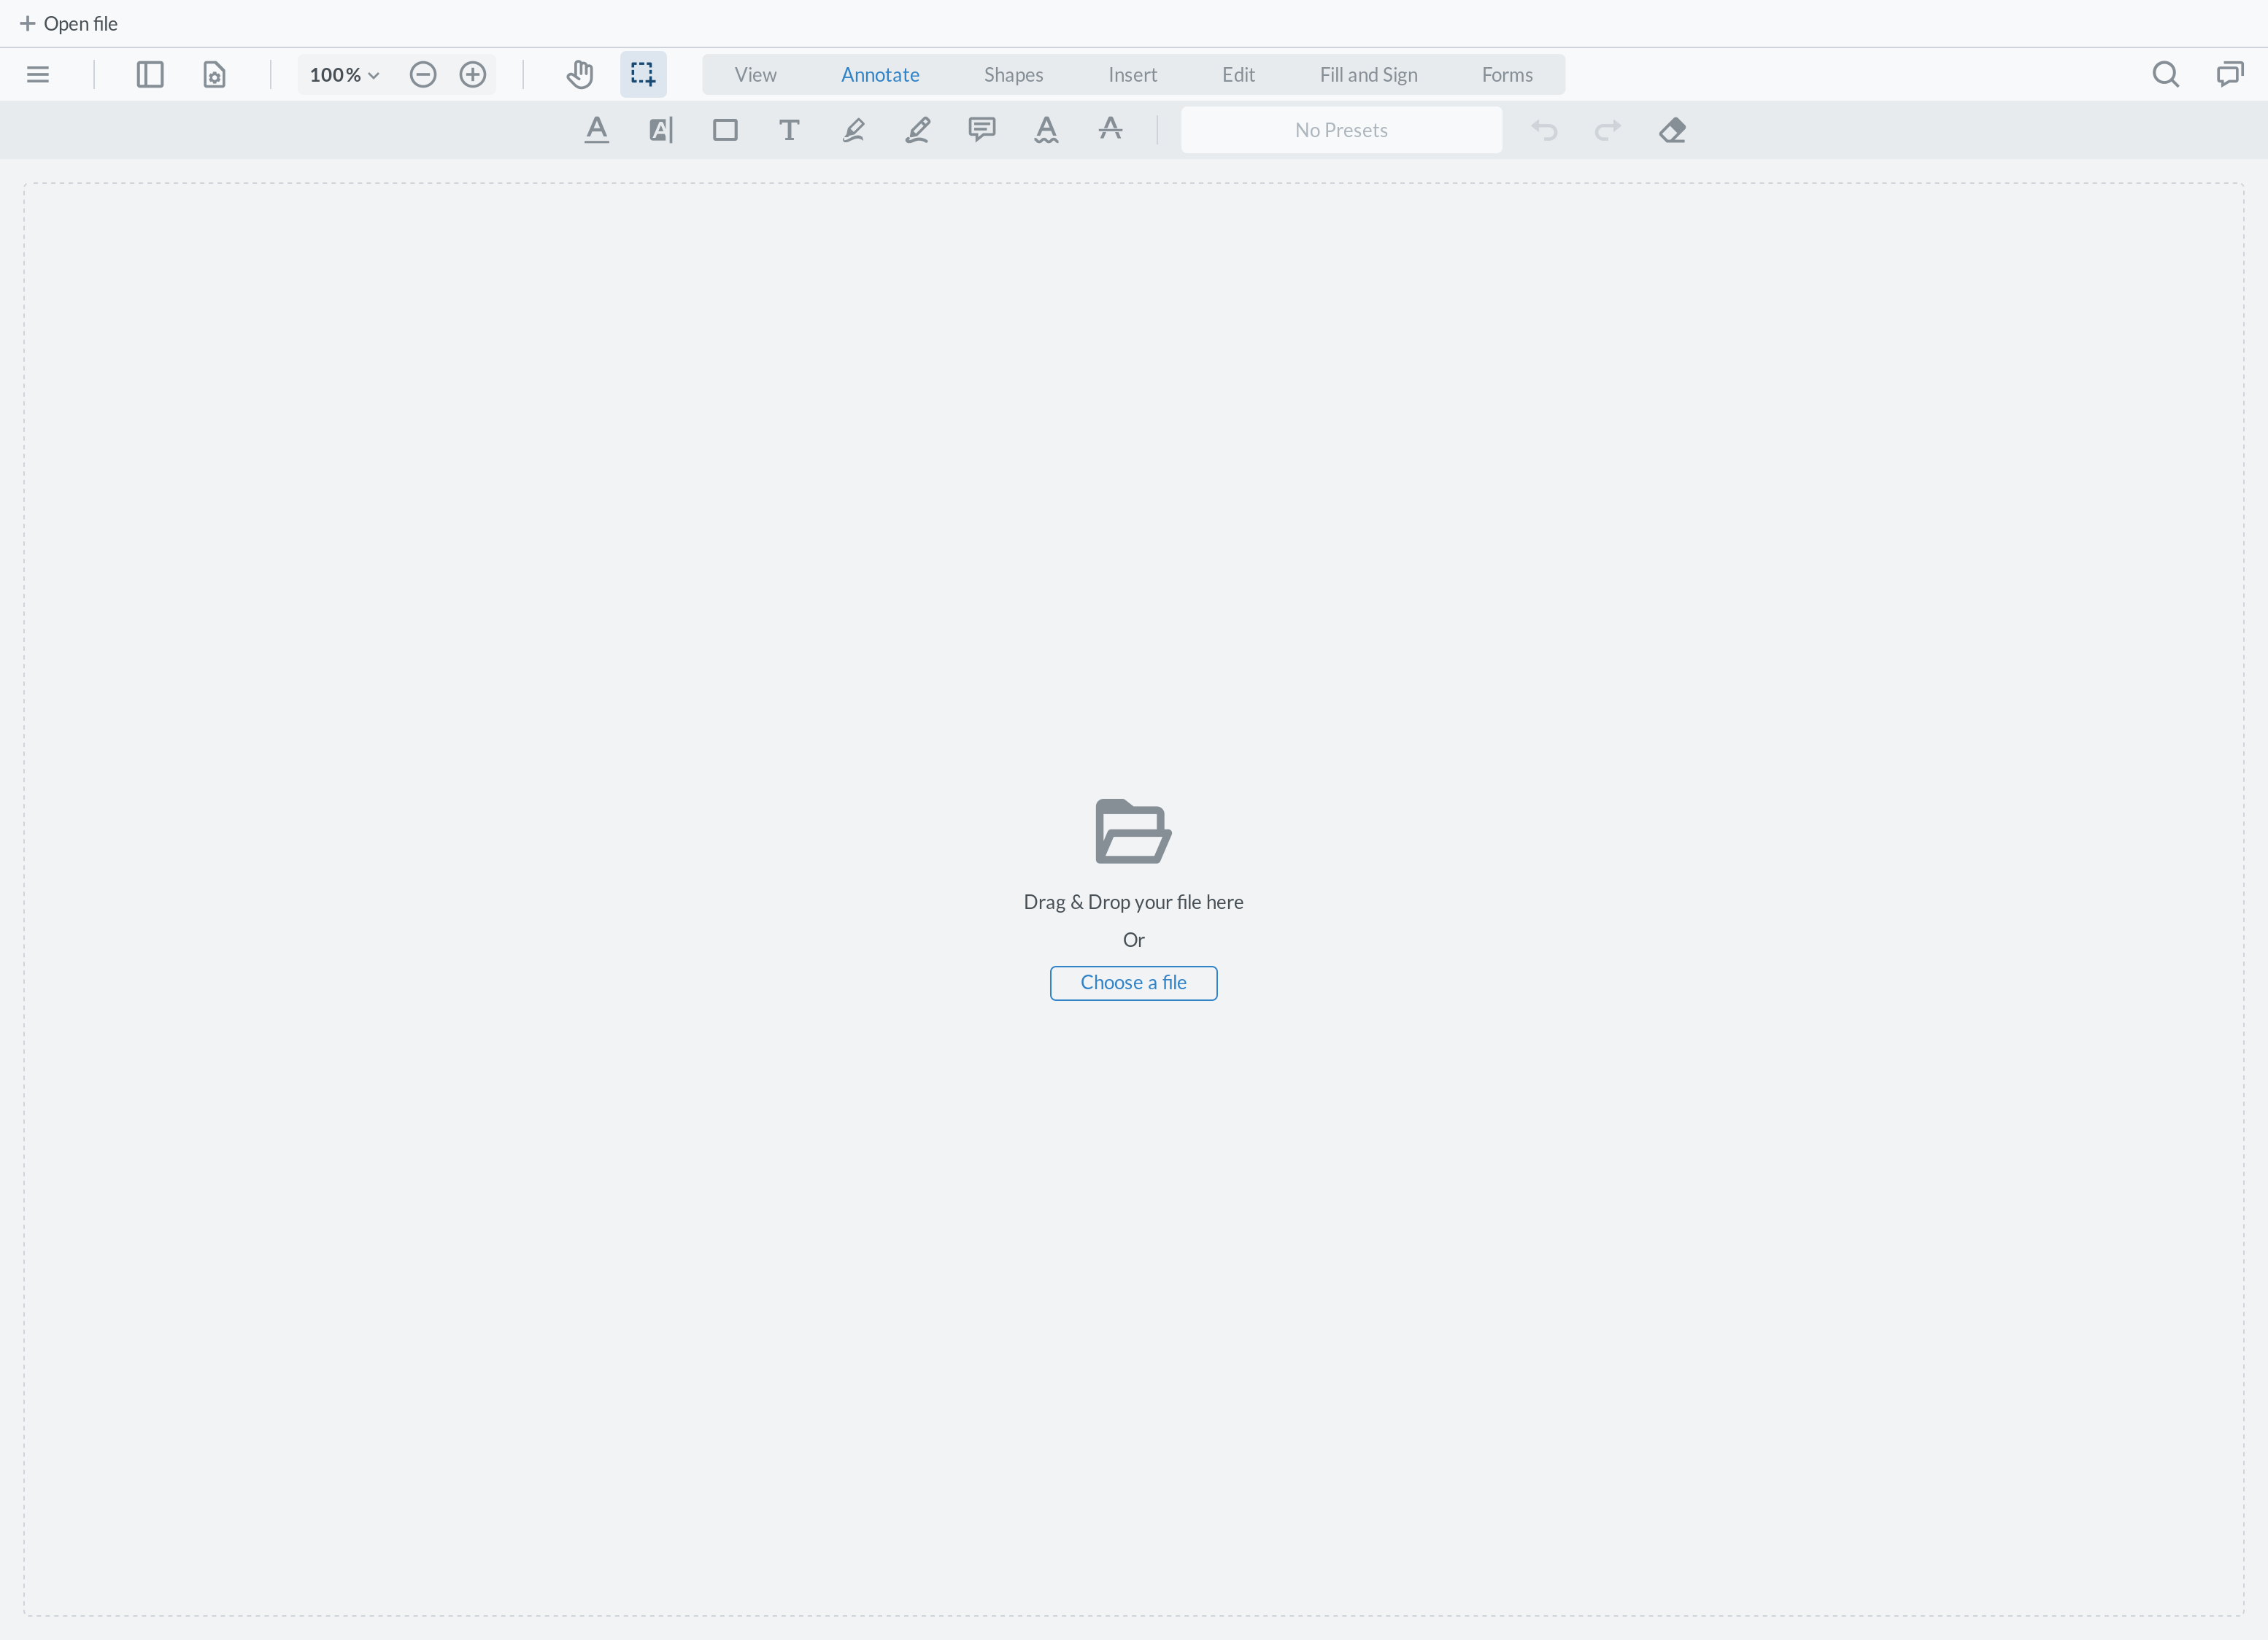 Open file
100% View Annotate Shapes Insert Edit Fill and Sign Forms
No Presets
Drag & Drop your file here
Or
Choose a file